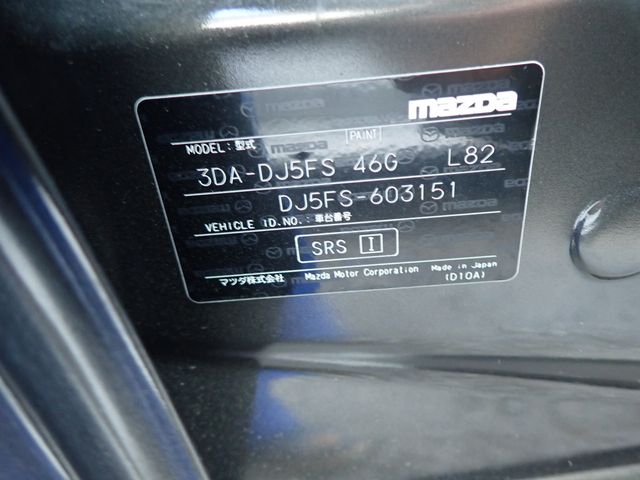 mazda
MODEL：型式 PAINT
3DA-DJ5FS 46G L82
DJ5FS-603151
VEHICLE ID.NO.：車台番号
SRS I
マツダ株式会社 Mazda Motor Corporation Made in Japan
(D10A)